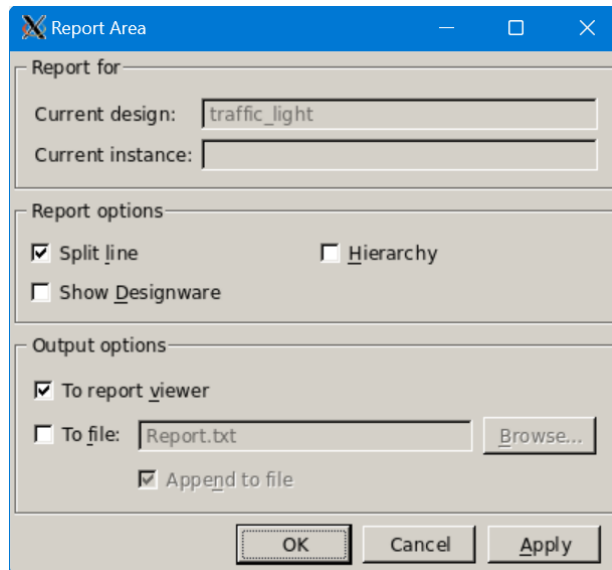 Report Area
Report for
Current design: traffic_light
Current instance:
Report options
Split line Hierarchy
Show Designware
Output options
To report viewer
To file: Report.txt Browse...
Append to file
OK Cancel Apply